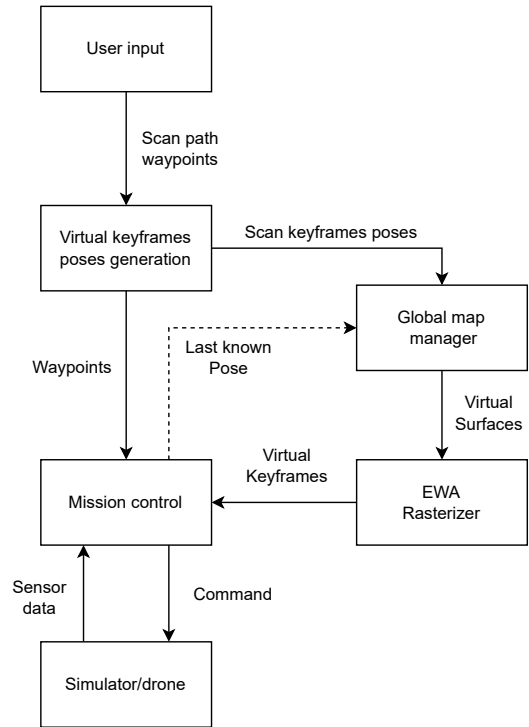 User input
Scan path
waypoints
Virtual keyframes
poses generation
Scan keyframes poses
Global map
manager
Last known
Pose
Waypoints
Virtual
Surfaces
Virtual
Keyframes
Mission control
EWA
Rasterizer
Sensor
data
Command
Simulator/drone